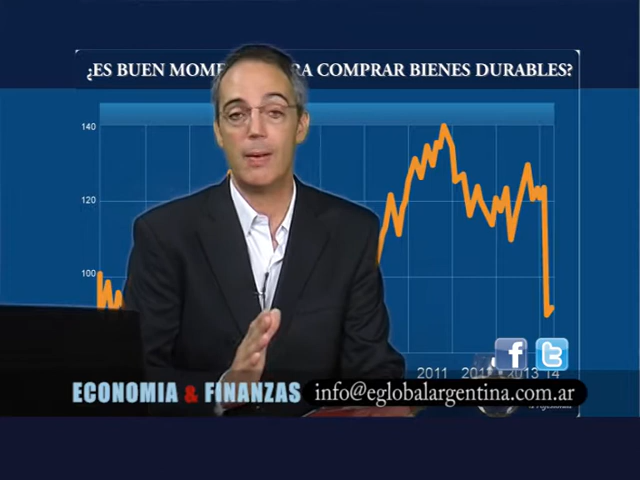 ¿ES BUEN MOME RA COMPRAR BIENES DURABLES?
140
120
100
2011 2013 14
ECONOMIA & FINANZAS info@eglobalargentina.com.ar